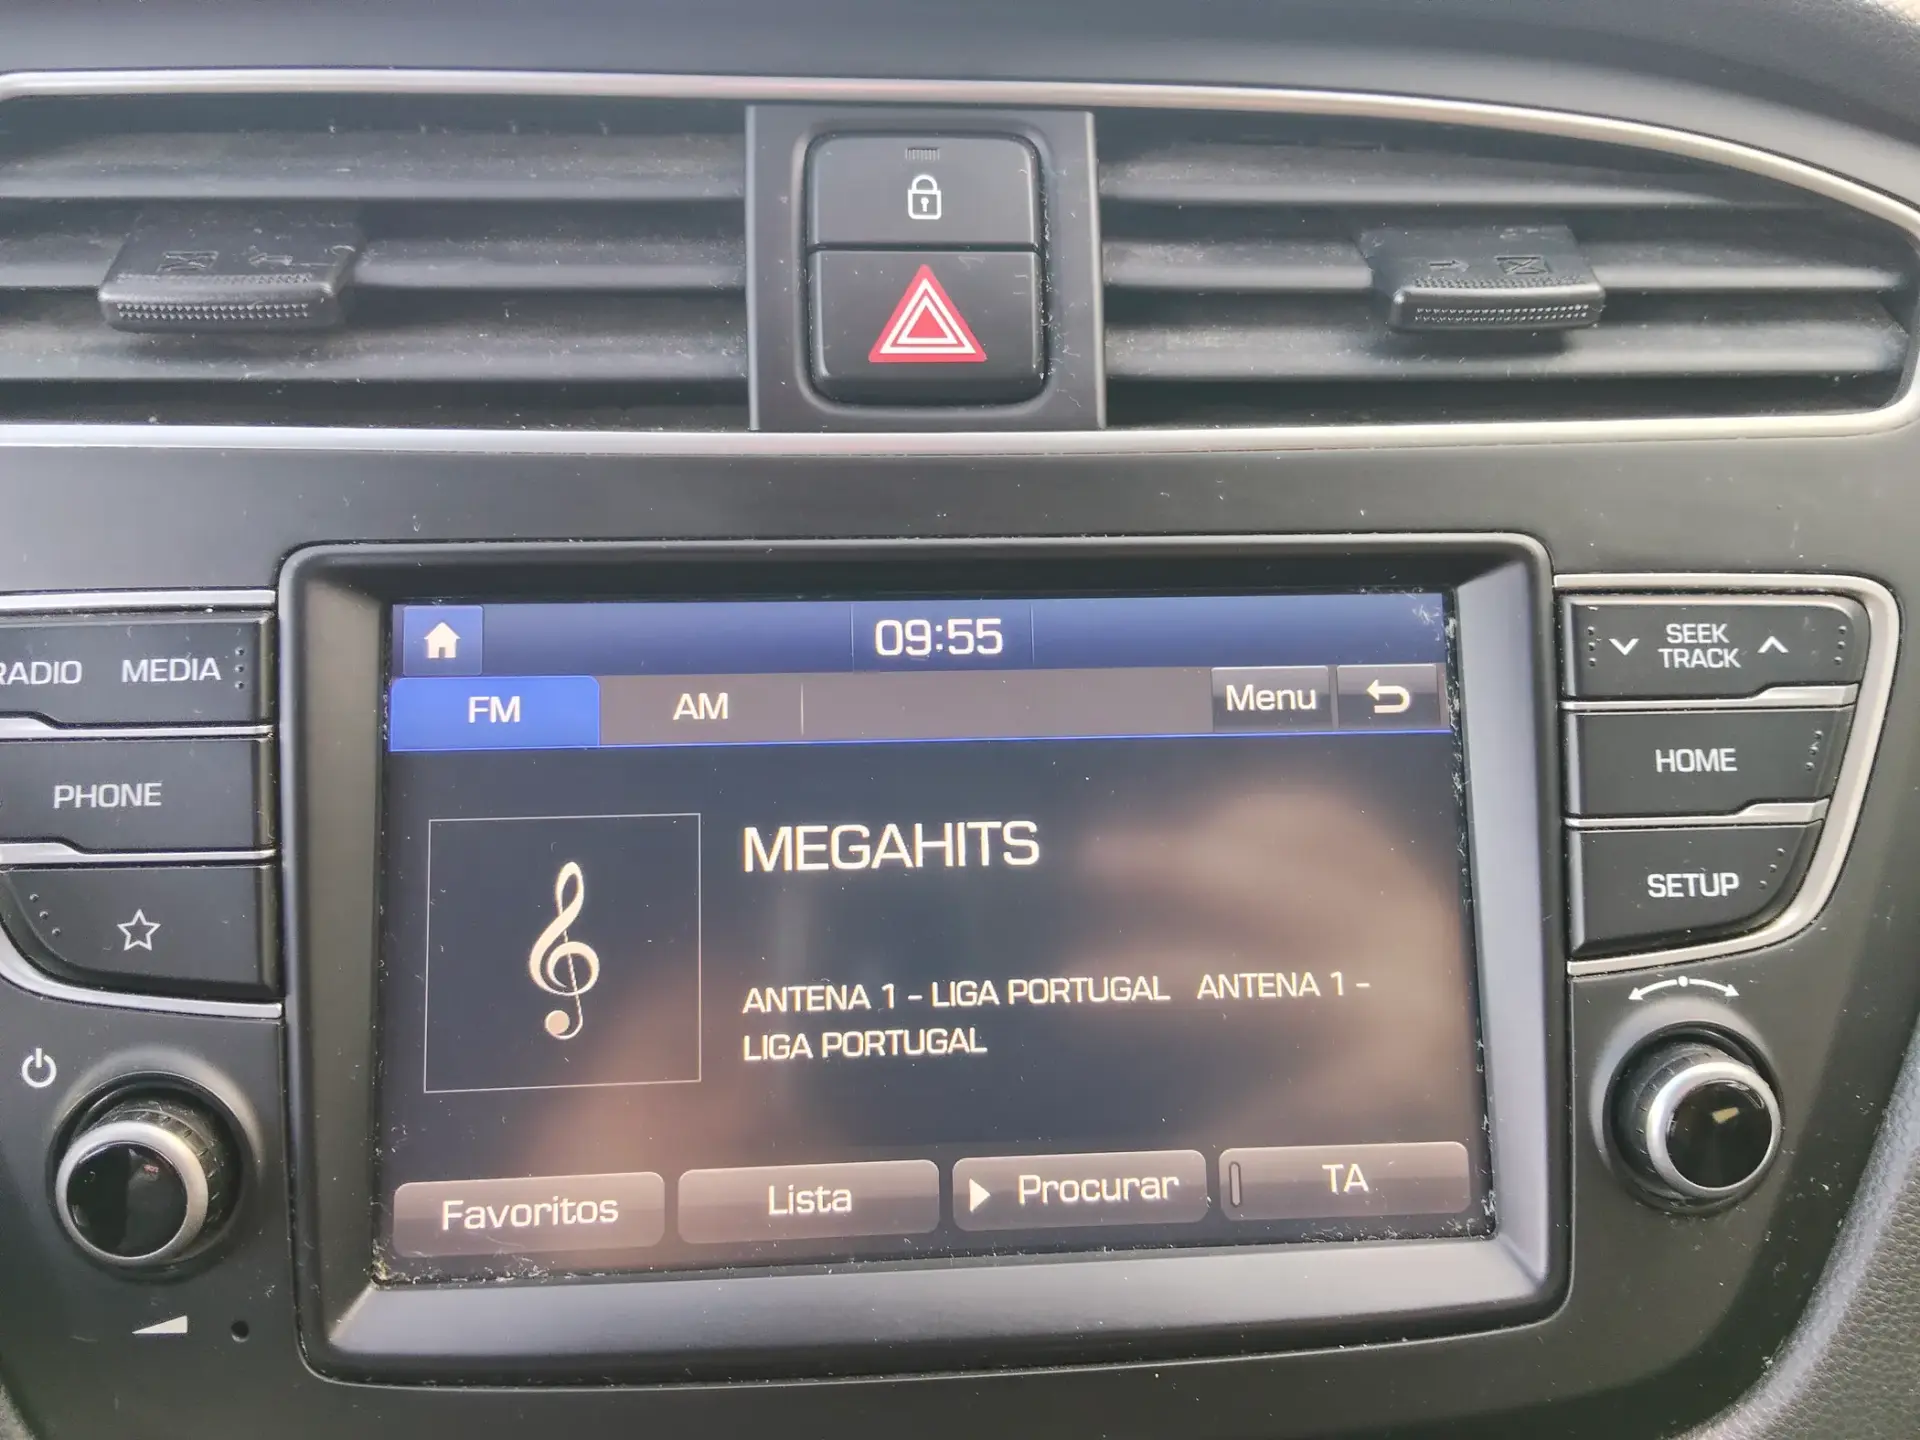 09:55
FM AM Menu
RADIO MEDIA
SEEK
TRACK
PHONE
HOME
SETUP
MEGAHITS
ANTENA 1 - LIGA PORTUGAL ANTENA 1 -
LIGA PORTUGAL
Favoritos Lista Procurar TA